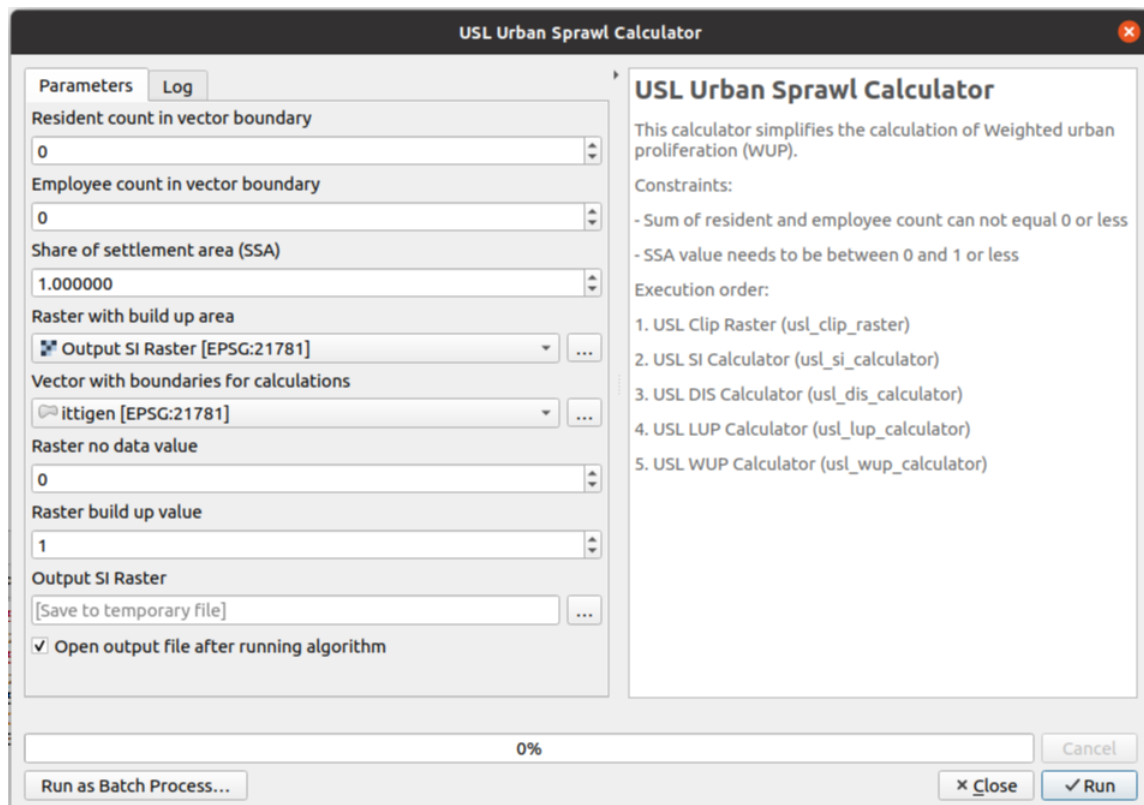 USL Urban Sprawl Calculator
Parameters
Log
Resident count in vector boundary
0
Employee count in vector boundary
0
Share of settlement area (SSA)
1.000000
Raster with build up area
Output SI Raster [EPSG:21781]
...
Vector with boundaries for calculations
ittigen [EPSG:21781]
...
Raster no data value
0
Raster build up value
1
Output SI Raster
[Save to temporary file]
...
Open output file after running algorithm
USL Urban Sprawl Calculator
This calculator simplifies the calculation of Weighted urban
proliferation (WUP).
Constraints:
- Sum of resident and employee count can not equal 0 or less
- SSA value needs to be between 0 and 1 or less
Execution order:
1. USL Clip Raster (usl_clip_raster)
2. USL SI Calculator (usl_si_calculator)
3. USL DIS Calculator (usl_dis_calculator)
4. USL LUP Calculator (usl_lup_calculator)
5. USL WUP Calculator (usl_wup_calculator)
0%
Cancel
Run as Batch Process...
Close
Run